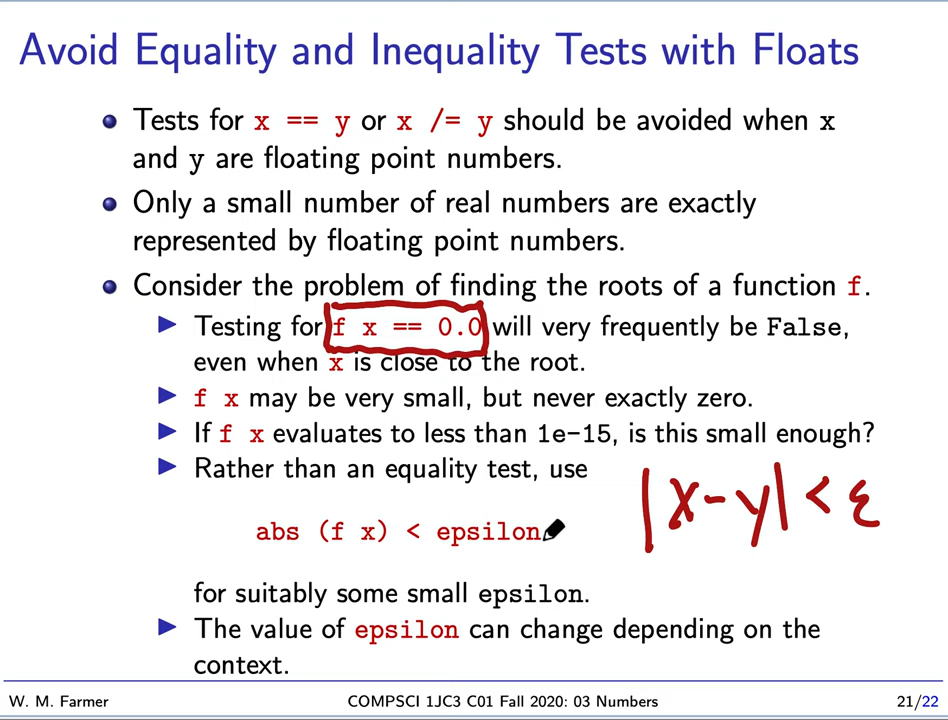 Avoid Equality and Inequality Tests with Floats
Tests for x == y or x /= y should be avoided when x
and y are floating point numbers.
Only a small number of real numbers are exactly
represented by floating point numbers.
Consider the problem of finding the roots of a function f.
Testing for f x == 0.0 will very frequently be False,
even when x is close to the root.
f x may be very small, but never exactly zero.
If f x evaluates to less than 1e-15, is this small enough?
Rather than an equality test, use
|x-y| < ε
abs (f x) < epsilon
for suitably some small epsilon.
The value of epsilon can change depending on the
context.
W. M. Farmer COMPSCI 1JC3 C01 Fall 2020: 03 Numbers 21/22